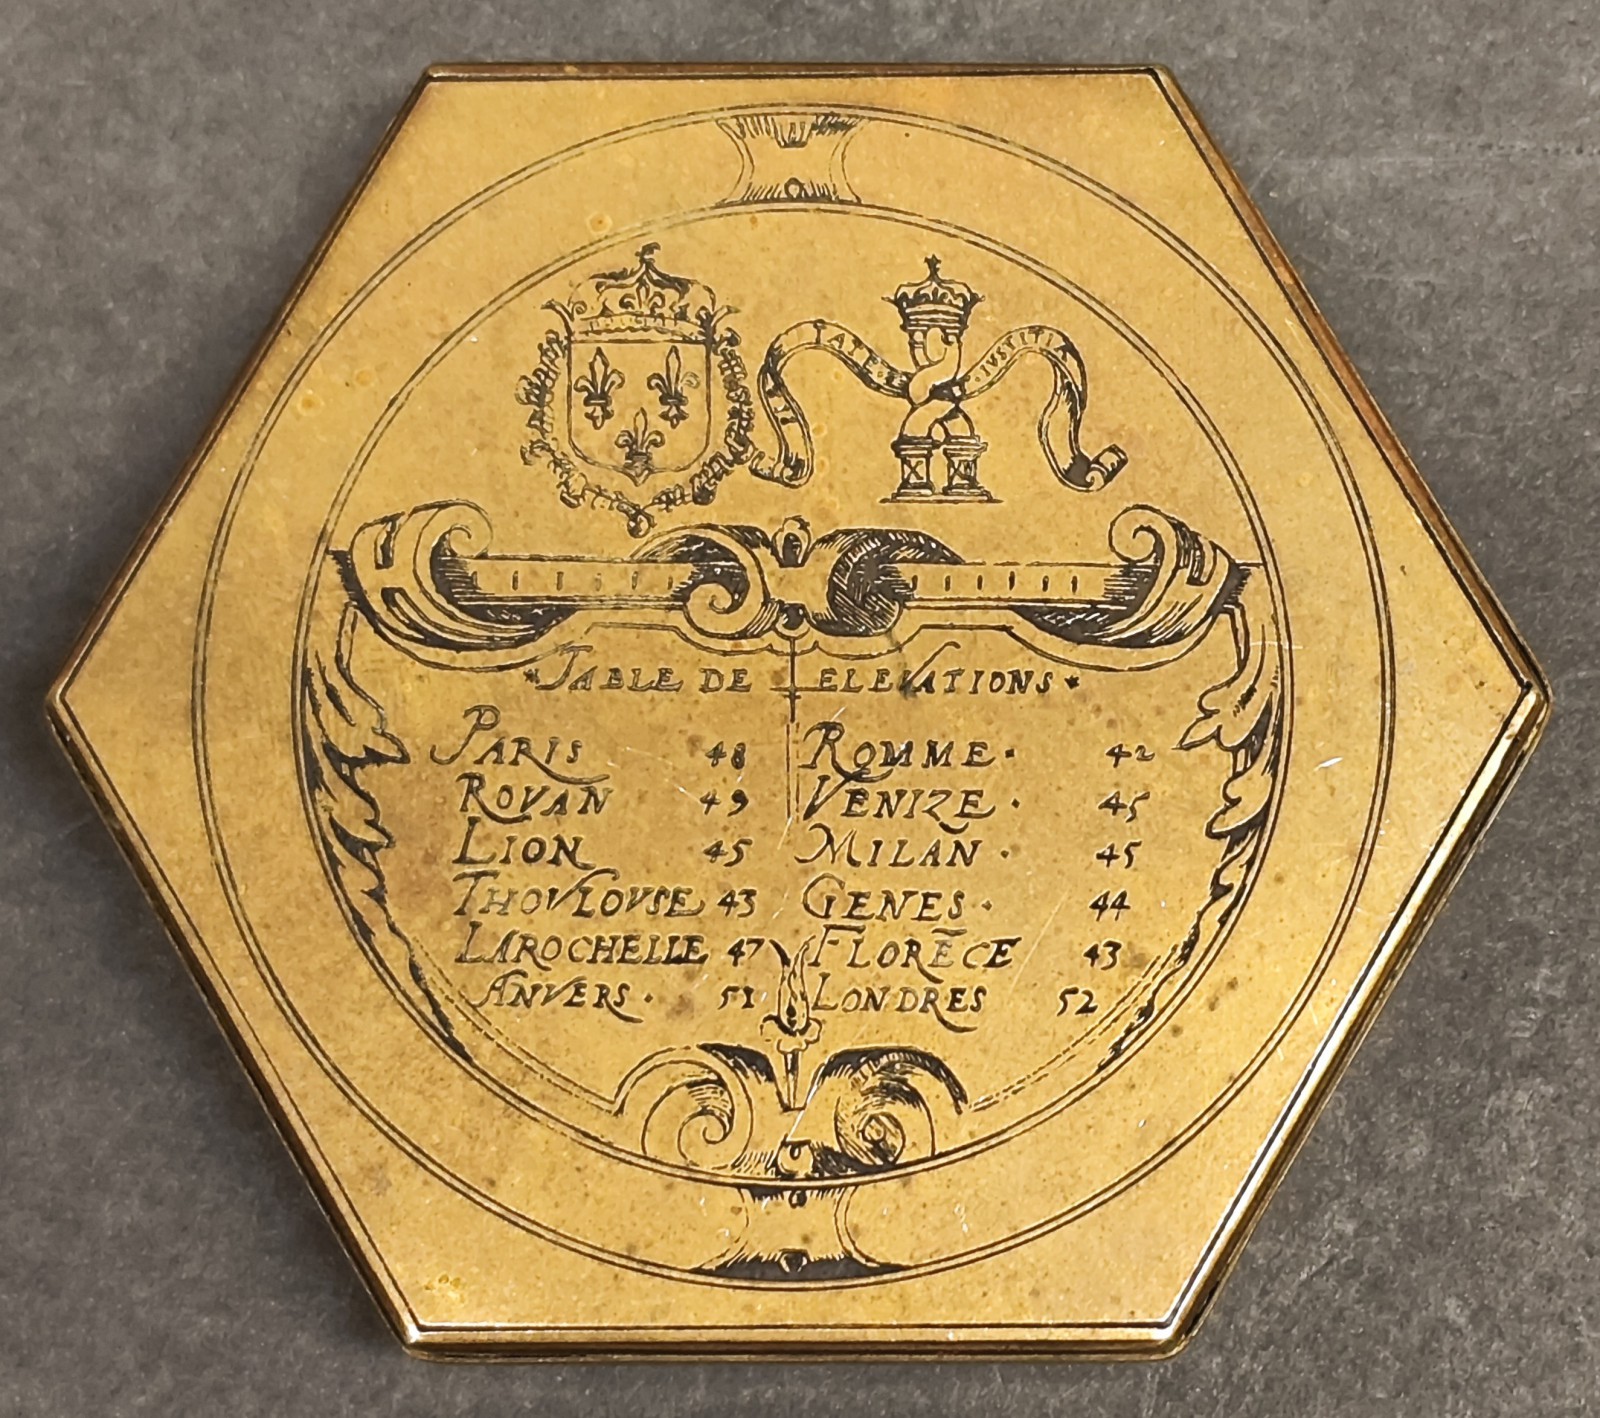 PIETATE · IVSTITIA
*TABLE DE ELEVATIONS*
PARIS 48 ROMME · 42
ROVAN 49 VENIZE · 45
LION 45 MILAN · 45
THOVLOVSE 43 GENES · 44
LAROCHELLE 47 FLORĒCE 43
ANVERS · 51 LONDRES 52